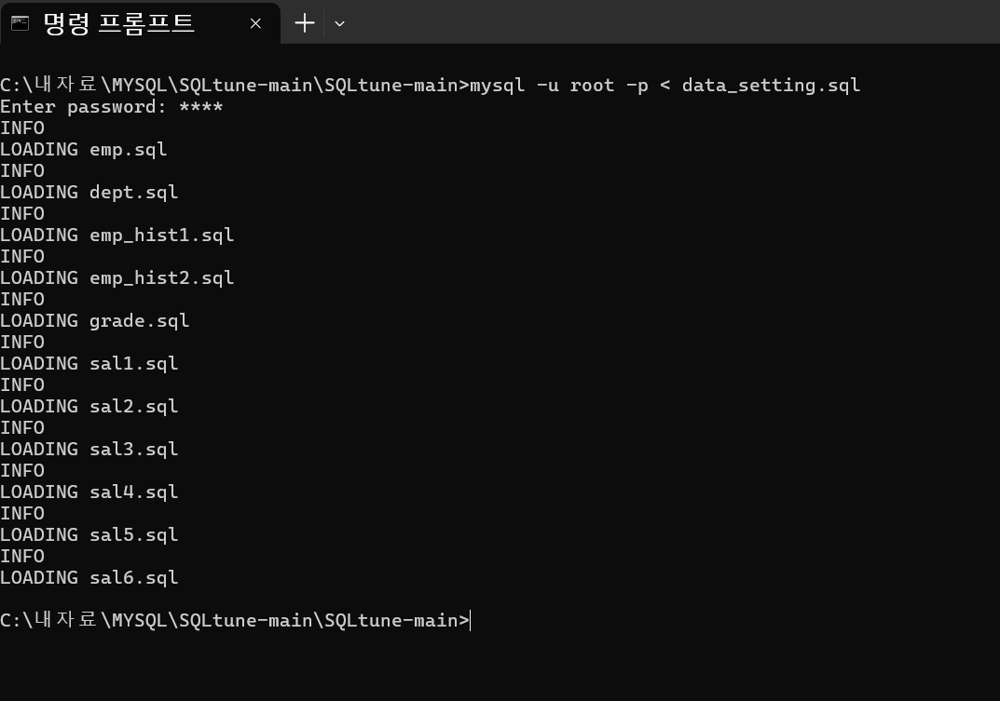 명령 프롬프트
C:\내자료\MYSQL\SQLtune-main\SQLtune-main>mysql -u root -p < data_setting.sql
Enter password: ****
INFO
LOADING emp.sql
INFO
LOADING dept.sql
INFO
LOADING emp_hist1.sql
INFO
LOADING emp_hist2.sql
INFO
LOADING grade.sql
INFO
LOADING sal1.sql
INFO
LOADING sal2.sql
INFO
LOADING sal3.sql
INFO
LOADING sal4.sql
INFO
LOADING sal5.sql
INFO
LOADING sal6.sql
C:\내자료\MYSQL\SQLtune-main\SQLtune-main>